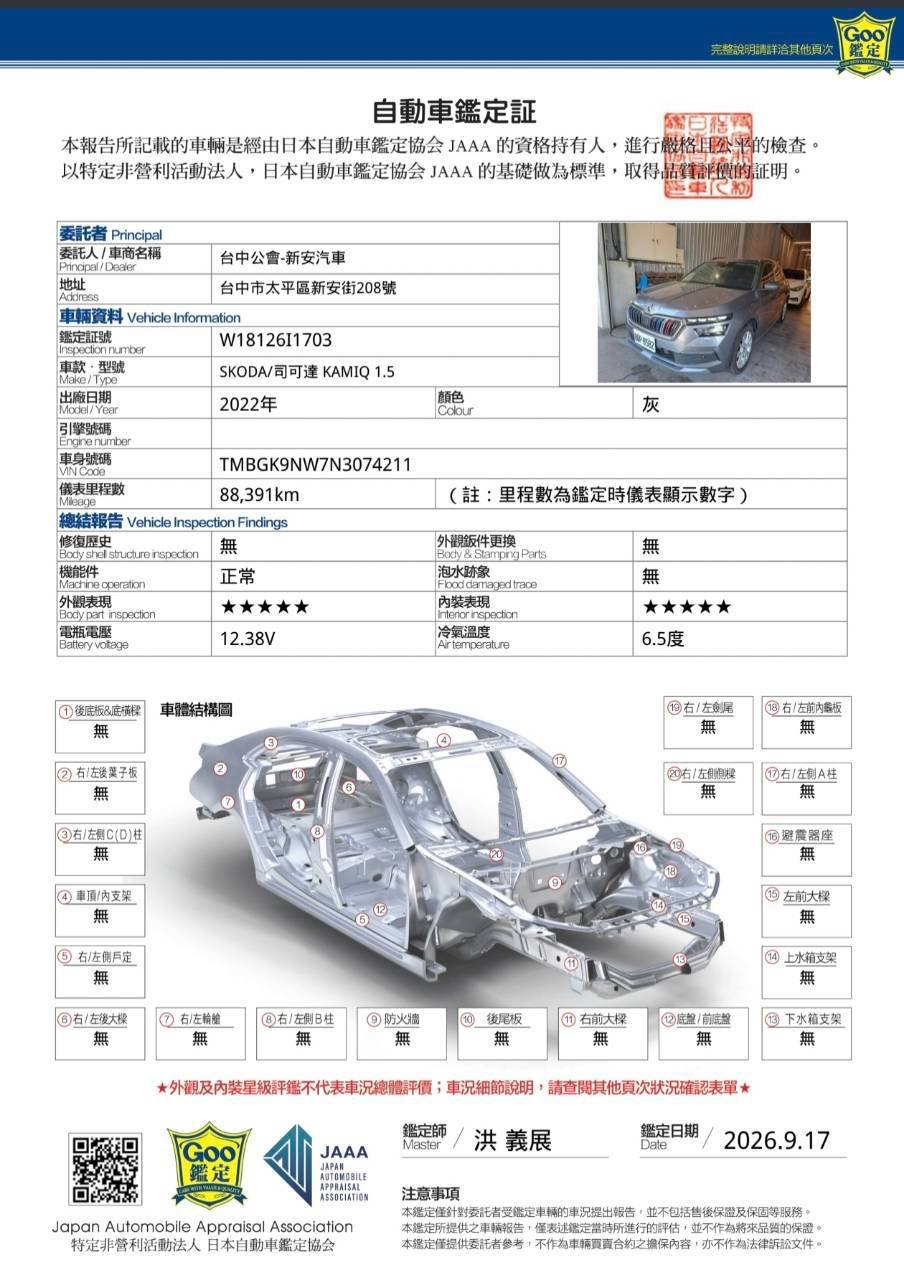 完整說明請詳洽其他頁次
Goo
鑑定
自動車鑑定証
本報告所記載的車輛是經由日本自動車鑑定協会 JAAA 的資格持有人，進行嚴格且公平的檢查。
以特定非營利活動法人，日本自動車鑑定協会 JAAA 的基礎做為標準，取得品質評價的証明。
委託者 Principal
委託人 / 車商名稱
Principal / Dealer
台中公會-新安汽車
地址
Address
台中市太平區新安街208號
車輛資料 Vehicle Information
鑑定証號
Inspection number
W18126I1703
車款．型號
Make / Type
SKODA/司可達 KAMIQ 1.5
出廠日期
Model / Year
2022年
顏色
Colour
灰
引擎號碼
Engine number
車身號碼
VIN Code
TMBGK9NW7N3074211
儀表里程數
Mileage
88,391km
（註：里程數為鑑定時儀表顯示數字）
總結報告 Vehicle Inspection Findings
修復歷史
Body shell structure inspection
無
外觀鈑件更換
Body & Stamping Parts
無
機能件
Machine operation
正常
泡水跡象
Flood damaged trace
無
外觀表現
Body part inspection
★★★★★
內裝表現
Interior inspection
★★★★★
電瓶電壓
Battery voltage
12.38V
冷氣溫度
Air temperature
6.5度
車體結構圖
①後底板&底橫樑
無
②右/左後葉子板
無
③右/左側C(D)柱
無
④車頂/內支架
無
⑤右/左側戶定
無
⑥右/左後大樑
無
⑦右/左輪艙
無
⑧右/左側B柱
無
⑨防火牆
無
⑩後尾板
無
⑪右前大樑
無
⑫底盤/前底盤
無
⑬下水箱支架
無
⑭上水箱支架
無
⑮左前大樑
無
⑯避震器座
無
⑰右/左側A柱
無
⑱右/左前內龜板
無
⑲右/左劍尾
無
⑳右/左側側樑
無
★外觀及內裝星級評鑑不代表車況總體評價；車況細節說明，請查閱其他頁次狀況確認表單★
Goo
鑑定
JAAA
JAPAN
AUTOMOBILE
APPRAISAL
ASSOCIATION
Japan Automobile Appraisal Association
特定非營利活動法人 日本自動車鑑定協会
鑑定師
Master
洪 義展
鑑定日期
Date
2026.9.17
注意事項
本鑑定僅針對委託者受鑑定車輛的車況提出報告，並不包括售後保證及保固等服務。
本鑑定所提供之車輛報告，僅表述鑑定當時所進行的評估，並不作為將來品質的保證。
本鑑定僅提供委託者參考，不作為車輛買賣合約之擔保內容，亦不作為法律訴訟文件。